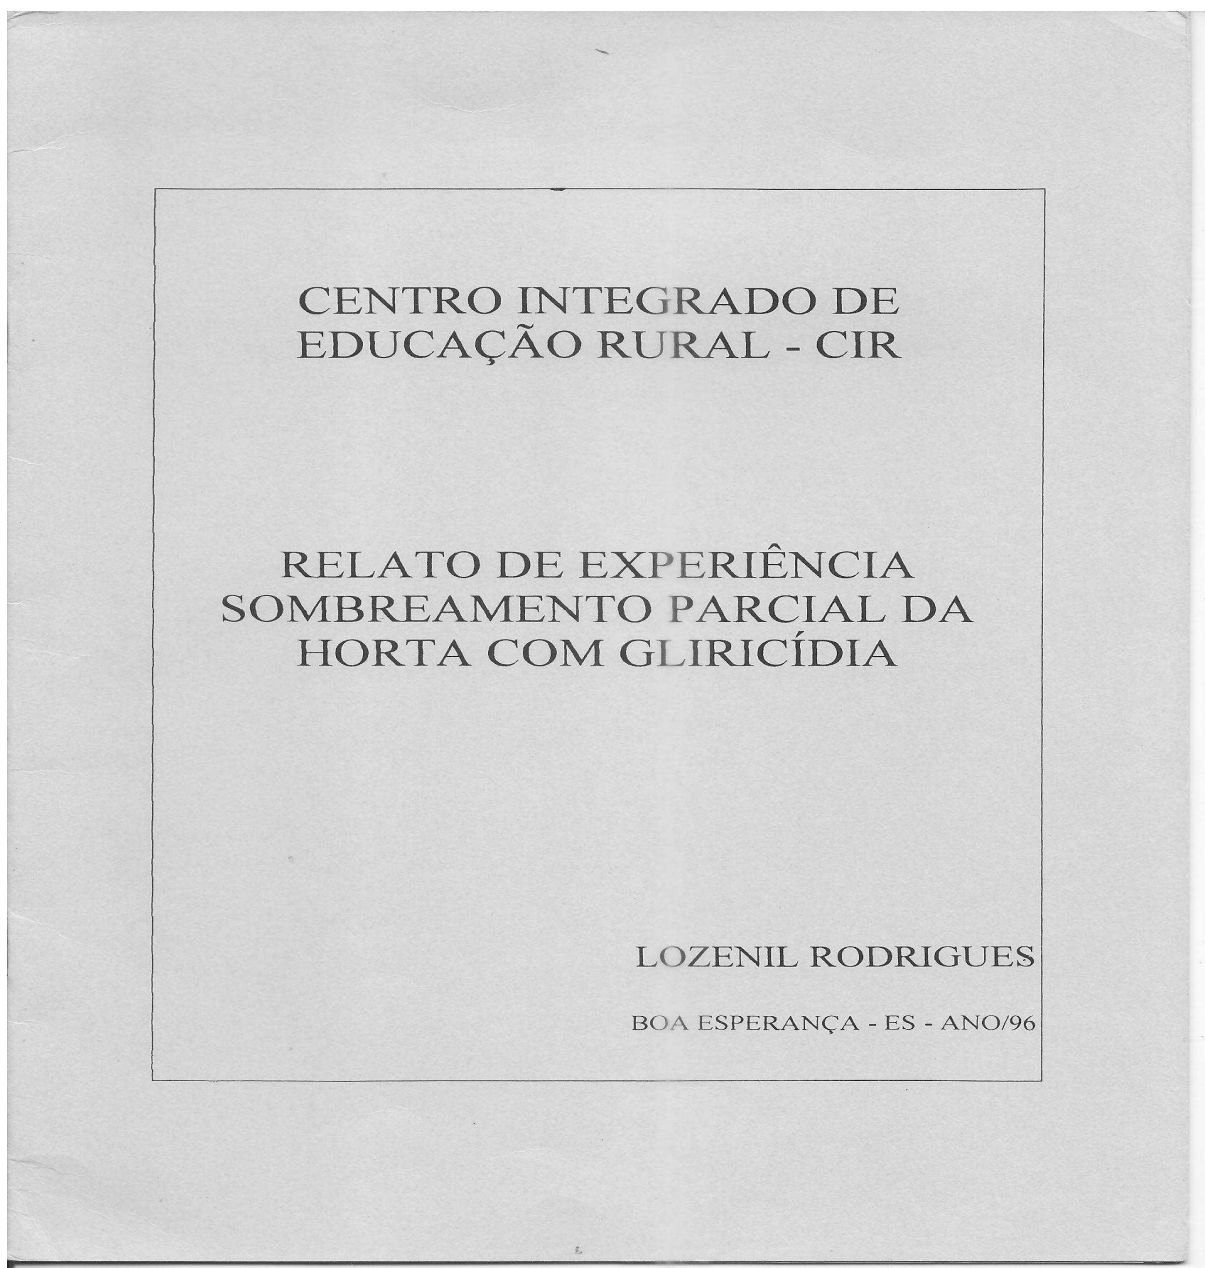 CENTRO INTEGRADO DE
EDUCAÇÃO RURAL - CIR
RELATO DE EXPERIÊNCIA
SOMBREAMENTO PARCIAL DA
HORTA COM GLIRICÍDIA
LOZENIL RODRIGUES
BOA ESPERANÇA - ES - ANO/96